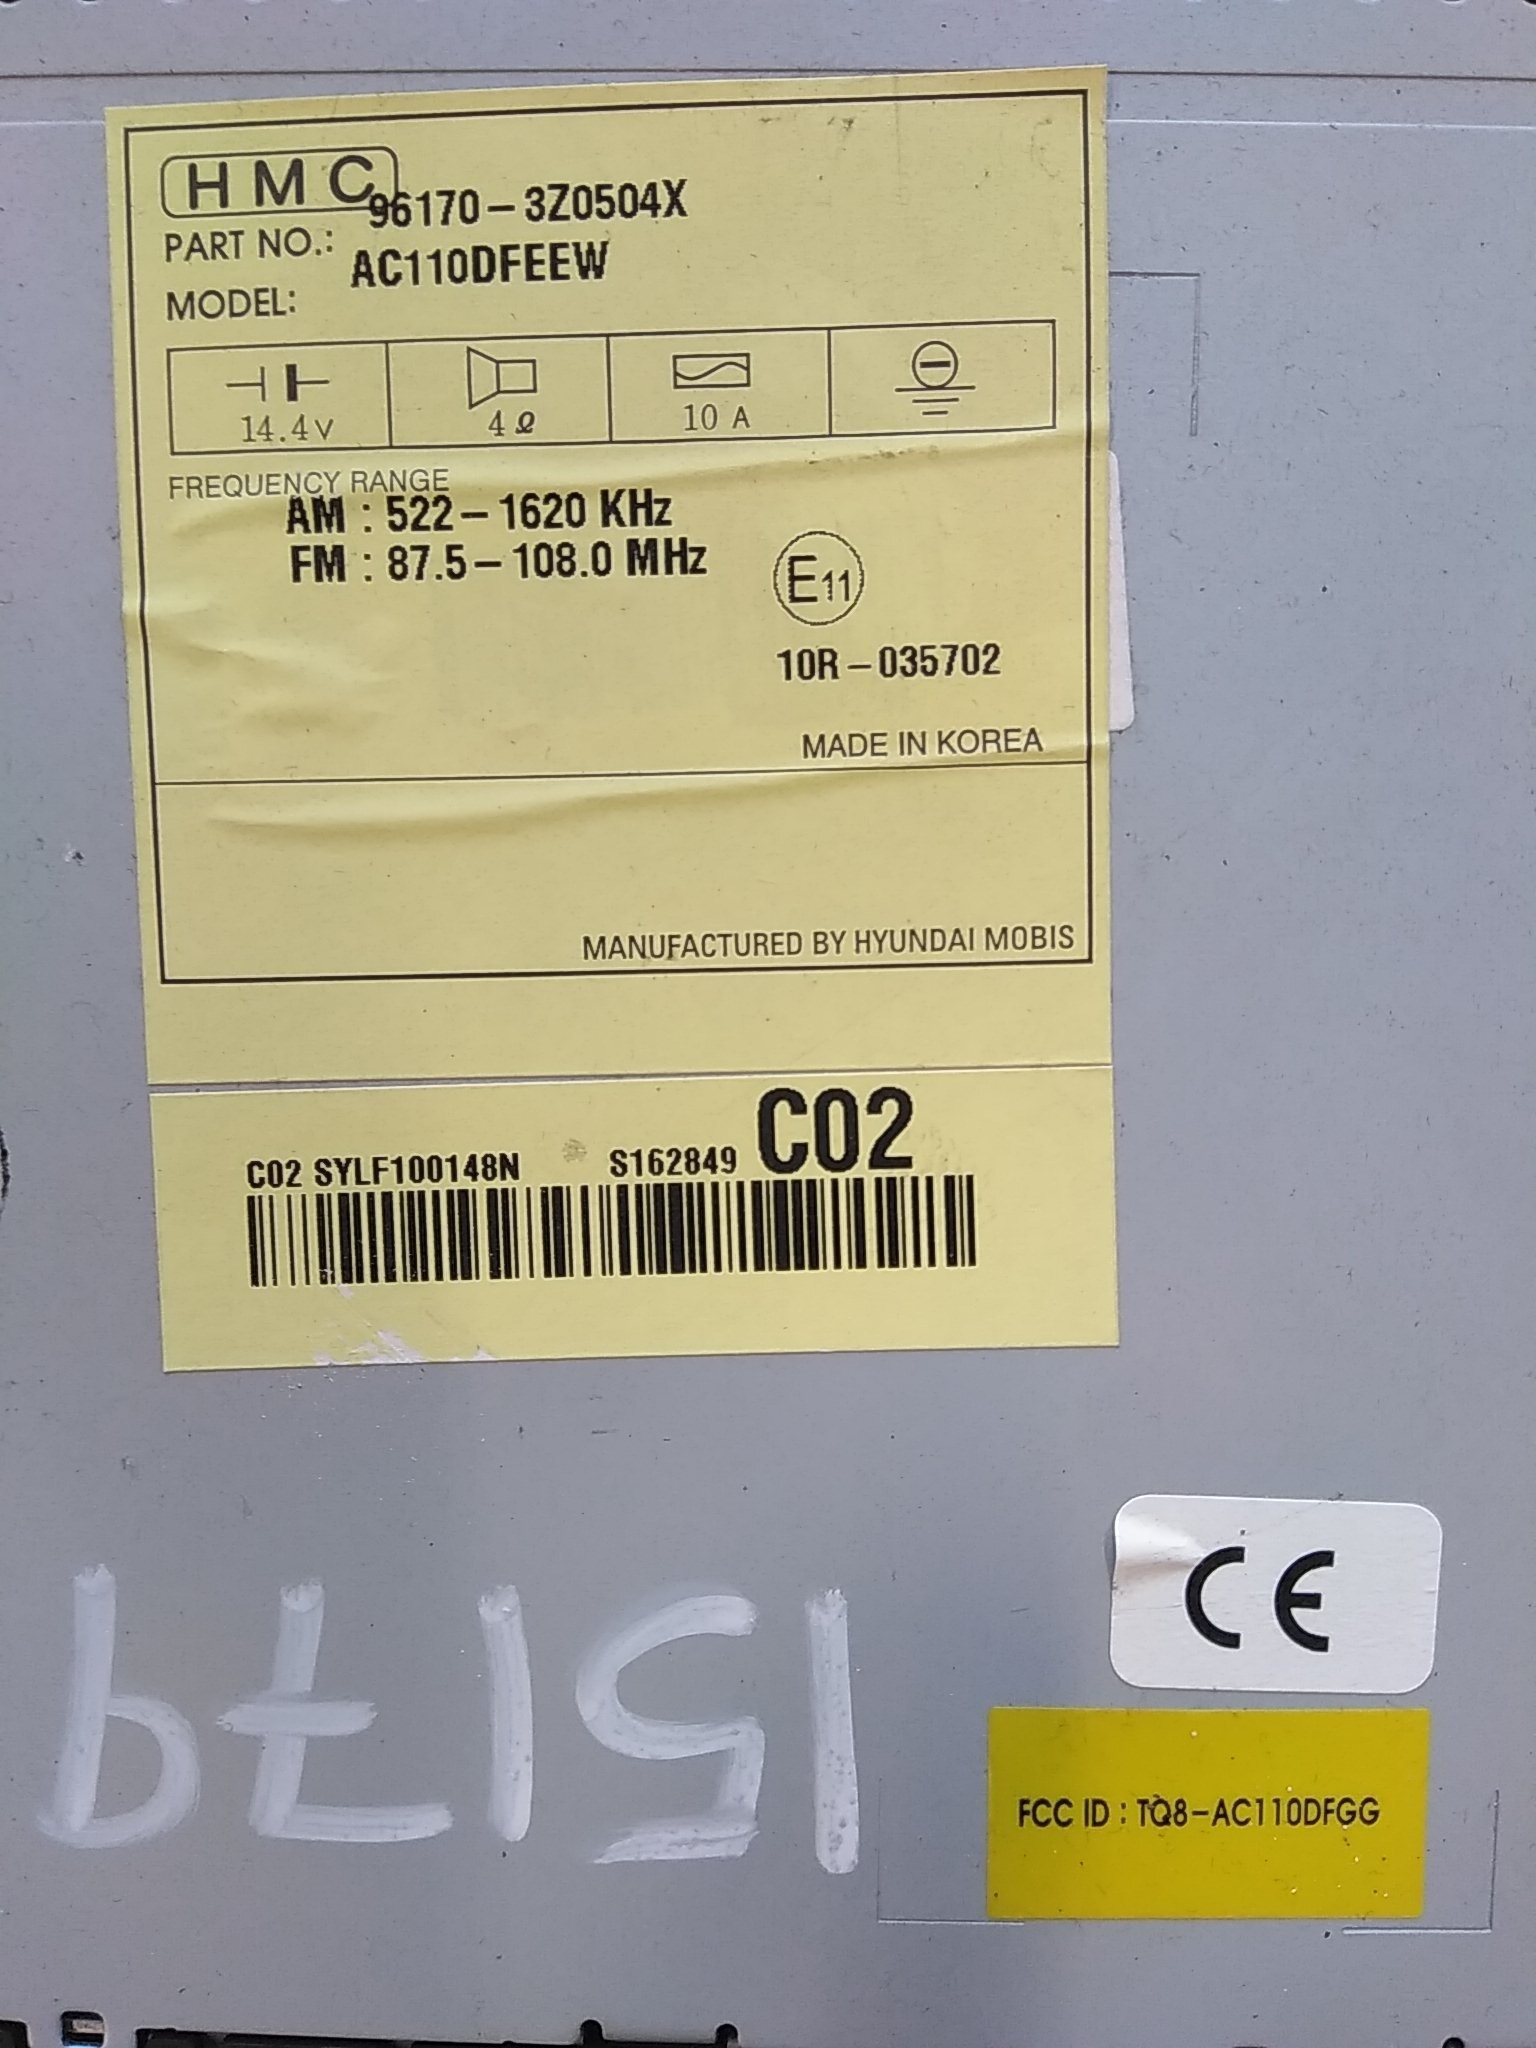 HMC
PART NO.: 96170-3Z0504X
MODEL: AC110DFEEW
14.4V 4Ω 10 A
FREQUENCY RANGE
AM : 522-1620 KHz
FM : 87.5-108.0 MHz
E11
10R-035702
MADE IN KOREA
MANUFACTURED BY HYUNDAI MOBIS
C02 SYLF100148N S162849 C02
CE
FCC ID : TQ8-AC110DFGG
15179